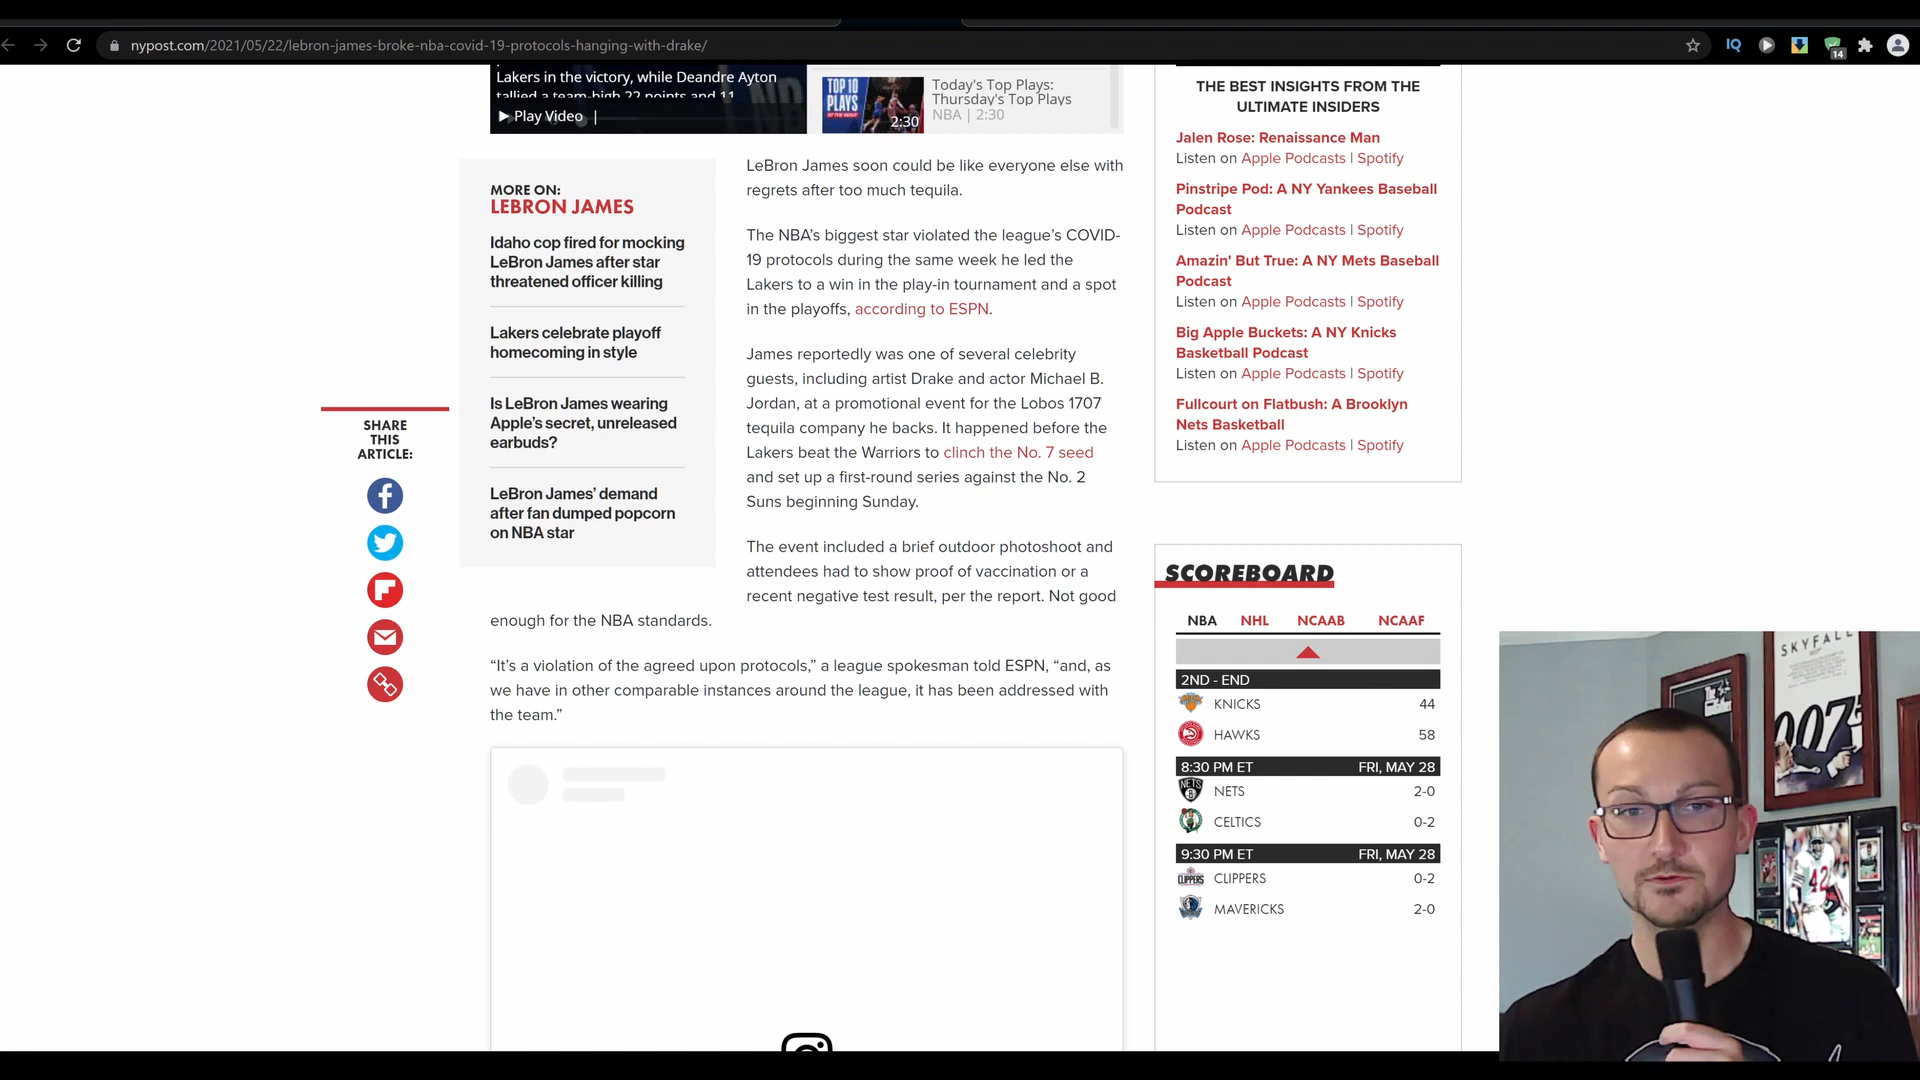 nypost.com/2021/05/22/lebron-james-broke-nba-covid-19-protocols-hanging-with-drake/
IQ
14
Lakers in the victory, while Deandre Ayton
tallied a team-high 22 points and 11
Play Video |
TOP 10
PLAYS
2:30
Today's Top Plays:
Thursday's Top Plays
NBA | 2:30
MORE ON:
LEBRON JAMES
Idaho cop fired for mocking
LeBron James after star
threatened officer killing
Lakers celebrate playoff
homecoming in style
Is LeBron James wearing
Apple's secret, unreleased
earbuds?
LeBron James' demand
after fan dumped popcorn
on NBA star
SHARE
THIS
ARTICLE:
LeBron James soon could be like everyone else with
regrets after too much tequila.
The NBA's biggest star violated the league's COVID-
19 protocols during the same week he led the
Lakers to a win in the play-in tournament and a spot
in the playoffs, according to ESPN.
James reportedly was one of several celebrity
guests, including artist Drake and actor Michael B.
Jordan, at a promotional event for the Lobos 1707
tequila company he backs. It happened before the
Lakers beat the Warriors to clinch the No. 7 seed
and set up a first-round series against the No. 2
Suns beginning Sunday.
The event included a brief outdoor photoshoot and
attendees had to show proof of vaccination or a
recent negative test result, per the report. Not good
enough for the NBA standards.
“It's a violation of the agreed upon protocols,” a league spokesman told ESPN, “and, as
we have in other comparable instances around the league, it has been addressed with
the team.”
THE BEST INSIGHTS FROM THE
ULTIMATE INSIDERS
Jalen Rose: Renaissance Man
Listen on Apple Podcasts | Spotify
Pinstripe Pod: A NY Yankees Baseball
Podcast
Listen on Apple Podcasts | Spotify
Amazin' But True: A NY Mets Baseball
Podcast
Listen on Apple Podcasts | Spotify
Big Apple Buckets: A NY Knicks
Basketball Podcast
Listen on Apple Podcasts | Spotify
Fullcourt on Flatbush: A Brooklyn
Nets Basketball
Listen on Apple Podcasts | Spotify
SCOREBOARD
NBA NHL NCAAB NCAAF
2ND - END
KNICKS 44
HAWKS 58
8:30 PM ET FRI, MAY 28
NETS 2-0
CELTICS 0-2
9:30 PM ET FRI, MAY 28
CLIPPERS 0-2
MAVERICKS 2-0
SKYFALL
007
42